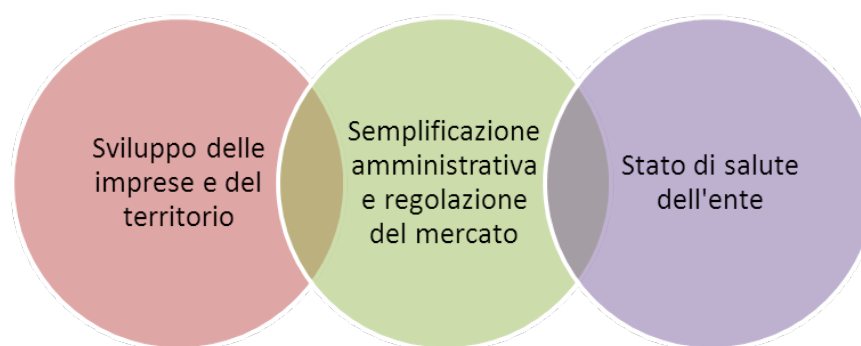 Sviluppo delle
imprese e del
territorio
Semplificazione
amministrativa
e regolazione
del mercato
Stato di salute
dell'ente